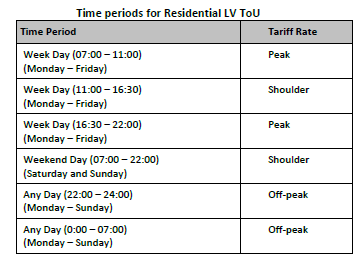 Time periods for Residential LV ToU
Time Period Tariff Rate
Week Day (07:00 – 11:00) Peak
(Monday – Friday)
Week Day (11:00 – 16:30) Shoulder
(Monday – Friday)
Week Day (16:30 – 22:00) Peak
(Monday – Friday)
Weekend Day (07:00 – 22:00) Shoulder
(Saturday and Sunday)
Any Day (22:00 – 24:00) Off-peak
(Monday – Sunday)
Any Day (0:00 – 07:00) Off-peak
(Monday – Sunday)